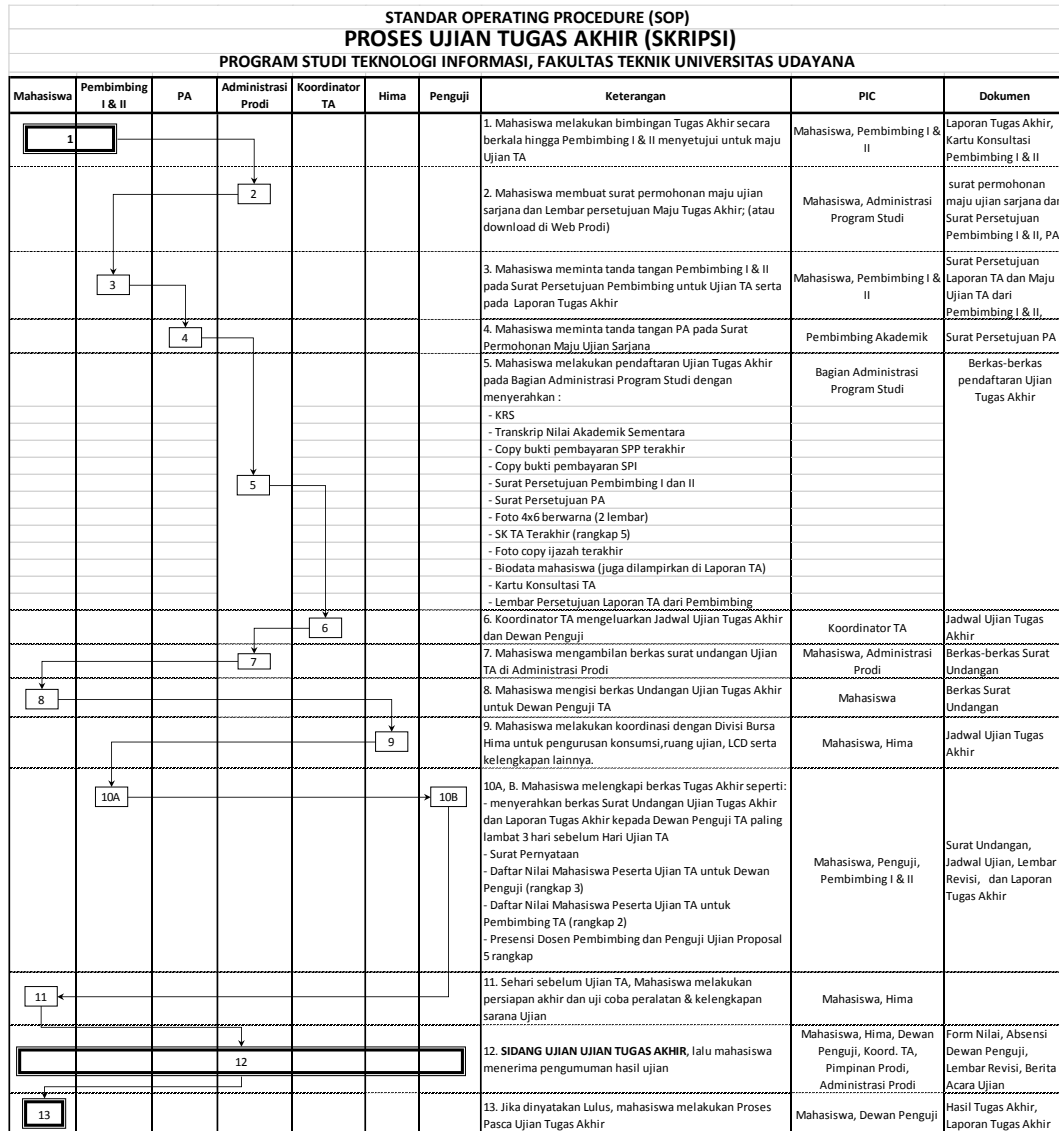 STANDAR OPERATING PROCEDURE (SOP)
PROSES UJIAN TUGAS AKHIR (SKRIPSI)
PROGRAM STUDI TEKNOLOGI INFORMASI, FAKULTAS TEKNIK UNIVERSITAS UDAYANA
Mahasiswa
Pembimbing
I & II
PA
Administrasi
Prodi
Koordinator
TA
Hima
Penguji
Keterangan
PIC
Dokumen
1
1. Mahasiswa melakukan bimbingan Tugas Akhir secara
berkala hingga Pembimbing I & II menyetujui untuk maju
Ujian TA
Mahasiswa, Pembimbing I &
II
Laporan Tugas Akhir,
Kartu Konsultasi
Pembimbing I & II
2
2. Mahasiswa membuat surat permohonan maju ujian
sarjana dan Lembar persetujuan Maju Tugas Akhir; (atau
download di Web Prodi)
Mahasiswa, Administrasi
Program Studi
surat permohonan
maju ujian sarjana dan
Surat Persetujuan
Pembimbing I & II, PA
3
3. Mahasiswa meminta tanda tangan Pembimbing I & II
pada Surat Persetujuan Pembimbing untuk Ujian TA serta
pada Laporan Tugas Akhir
Mahasiswa, Pembimbing I &
II
Surat Persetujuan
Laporan TA dan Maju
Ujian TA dari
Pembimbing I & II,
4
4. Mahasiswa meminta tanda tangan PA pada Surat
Permohonan Maju Ujian Sarjana
Pembimbing Akademik
Surat Persetujuan PA
5. Mahasiswa melakukan pendaftaran Ujian Tugas Akhir
pada Bagian Administrasi Program Studi dengan
menyerahkan :
Bagian Administrasi
Program Studi
Berkas-berkas
pendaftaran Ujian
Tugas Akhir
- KRS
- Transkrip Nilai Akademik Sementara
- Copy bukti pembayaran SPP terakhir
- Copy bukti pembayaran SPI
5
- Surat Persetujuan Pembimbing I dan II
- Surat Persetujuan PA
- Foto 4x6 berwarna (2 lembar)
- SK TA Terakhir (rangkap 5)
- Foto copy ijazah terakhir
- Biodata mahasiswa (juga dilampirkan di Laporan TA)
- Kartu Konsultasi TA
- Lembar Persetujuan Laporan TA dari Pembimbing
6
6. Koordinator TA mengeluarkan Jadwal Ujian Tugas Akhir
dan Dewan Penguji
Koordinator TA
Jadwal Ujian Tugas
Akhir
7
7. Mahasiswa mengambilan berkas surat undangan Ujian
TA di Administrasi Prodi
Mahasiswa, Administrasi
Prodi
Berkas-berkas Surat
Undangan
8
8. Mahasiswa mengisi berkas Undangan Ujian Tugas Akhir
untuk Dewan Penguji TA
Mahasiswa
Berkas Surat
Undangan
9
9. Mahasiswa melakukan koordinasi dengan Divisi Bursa
Hima untuk pengurusan konsumsi,ruang ujian, LCD serta
kelengkapan lainnya.
Mahasiswa, Hima
Jadwal Ujian Tugas
Akhir
10A
10B
10A, B. Mahasiswa melengkapi berkas Tugas Akhir seperti:
- menyerahkan berkas Surat Undangan Ujian Tugas Akhir
dan Laporan Tugas Akhir kepada Dewan Penguji TA paling
lambat 3 hari sebelum Hari Ujian TA
- Surat Pernyataan
- Daftar Nilai Mahasiswa Peserta Ujian TA untuk Dewan
Penguji (rangkap 3)
- Daftar Nilai Mahasiswa Peserta Ujian TA untuk
Pembimbing TA (rangkap 2)
- Presensi Dosen Pembimbing dan Penguji Ujian Proposal
5 rangkap
Mahasiswa, Penguji,
Pembimbing I & II
Surat Undangan,
Jadwal Ujian, Lembar
Revisi, dan Laporan
Tugas Akhir
11
11. Sehari sebelum Ujian TA, Mahasiswa melakukan
persiapan akhir dan uji coba peralatan & kelengkapan
sarana Ujian
Mahasiswa, Hima
12
12. SIDANG UJIAN UJIAN TUGAS AKHIR, lalu mahasiswa
menerima pengumuman hasil ujian
Mahasiswa, Hima, Dewan
Penguji, Koord. TA,
Pimpinan Prodi,
Administrasi Prodi
Form Nilai, Absensi
Dewan Penguji,
Lembar Revisi, Berita
Acara Ujian
13
13. Jika dinyatakan Lulus, mahasiswa melakukan Proses
Pasca Ujian Tugas Akhir
Mahasiswa, Dewan Penguji
Hasil Tugas Akhir,
Laporan Tugas Akhir